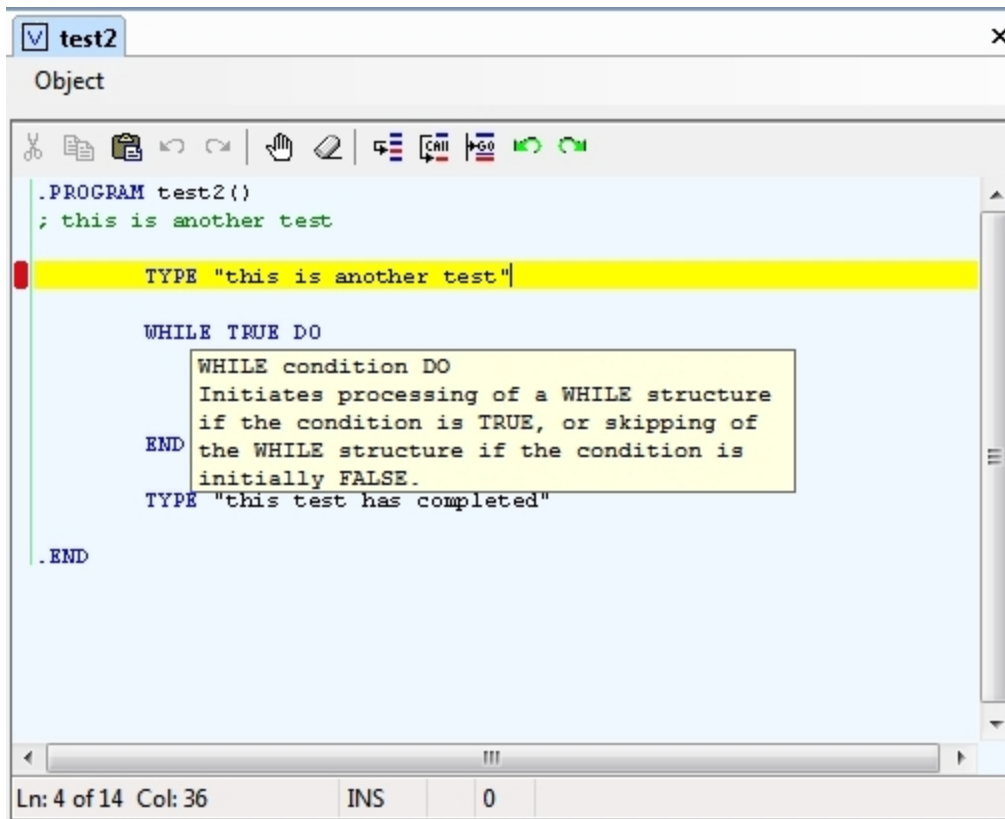 test2
Object
CALL
GO
.PROGRAM test2()
; this is another test
TYPE "this is another test"
WHILE TRUE DO
WHILE condition DO
Initiates processing of a WHILE structure
if the condition is TRUE, or skipping of
the WHILE structure if the condition is
initially FALSE.
END
TYPE "this test has completed"
.END
Ln: 4 of 14 Col: 36 INS 0